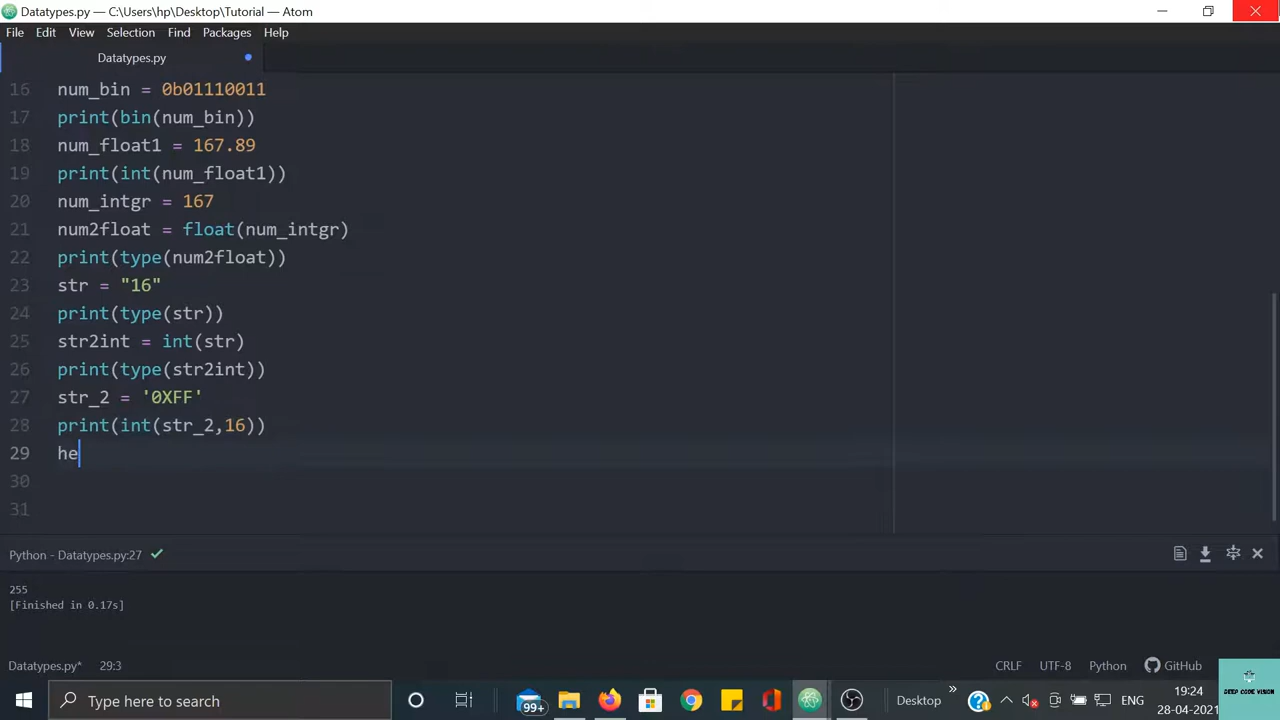 Datatypes.py — C:\Users\hp\Desktop\Tutorial — Atom
File Edit View Selection Find Packages Help
Datatypes.py
16 num_bin = 0b01110011
17 print(bin(num_bin))
18 num_float1 = 167.89
19 print(int(num_float1))
20 num_intgr = 167
21 num2float = float(num_intgr)
22 print(type(num2float))
23 str = "16"
24 print(type(str))
25 str2int = int(str)
26 print(type(str2int))
27 str_2 = '0XFF'
28 print(int(str_2,16))
29 he
30
31
Python - Datatypes.py:27
255
[Finished in 0.17s]
Datatypes.py* 29:3 CRLF UTF-8 Python GitHub
Type here to search 99+ Desktop ENG 19:24
28-04-2021
DEEP CODE VISION